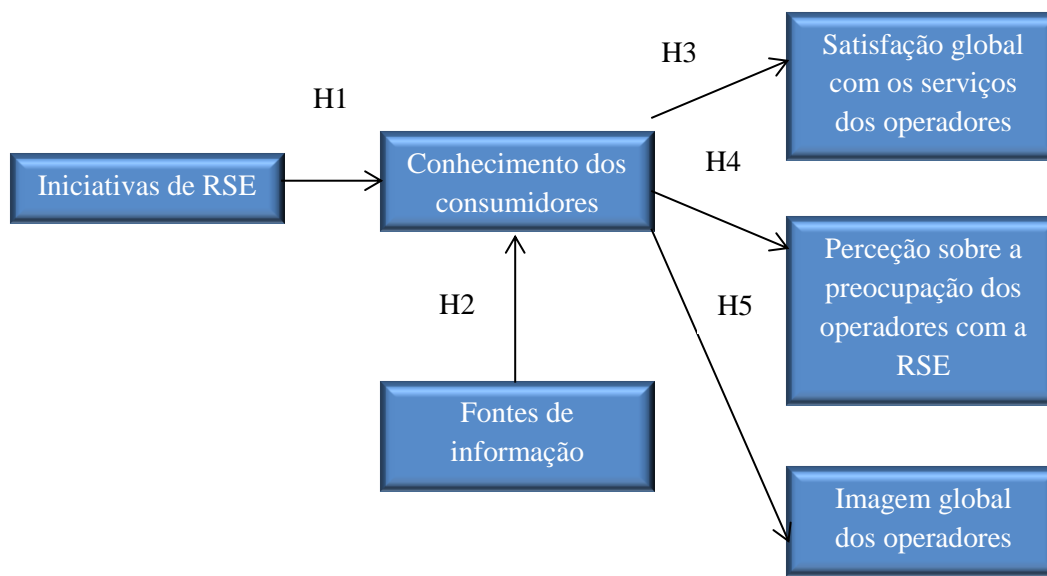 H1
H3
Satisfação global
com os serviços
dos operadores
Iniciativas de RSE
Conhecimento dos
consumidores
H4
Perceção sobre a
preocupação dos
operadores com a
RSE
H2
H5
Fontes de
informação
Imagem global
dos operadores